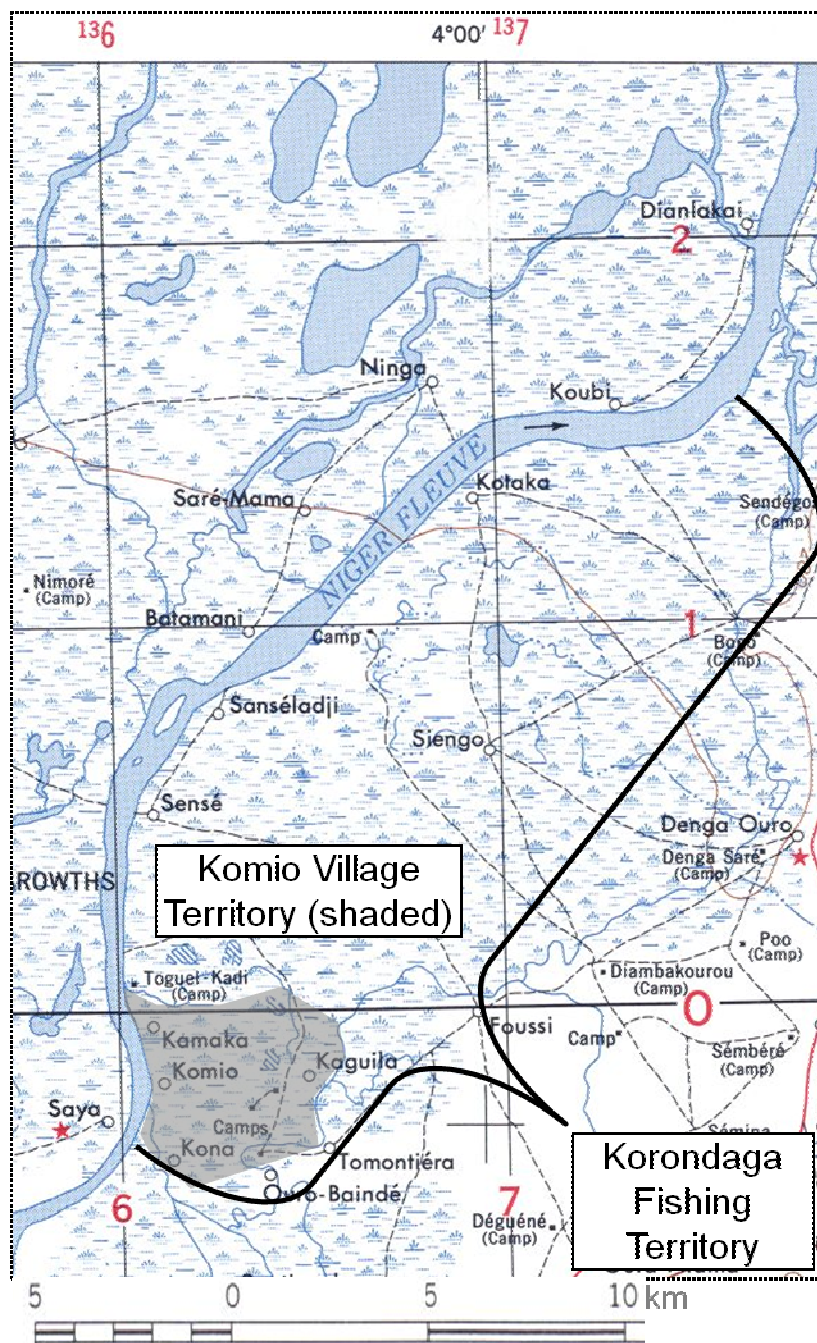 136
4°00'
137
Dianlakai
2
Ninga
Koubi
NIGER FLEUVE
Kotaka
Saré-Mama
Sendégo
(Camp)
Nimoré
(Camp)
Batamani
Camp
1
Bogo
(Camp)
Sanséladji
Siengo
Sensé
Denga Ouro
Denga Saré
(Camp)
ROWTHS
Komio Village
Territory (shaded)
Poo
(Camp)
Toguel-Kadi
(Camp)
Diambakourou
(Camp)
0
Kamaka
Foussi
Camp
Sémbéré
(Camp)
Komio
Kaguila
Saya
Camps
Kona
Tomontiéra
Ouro-Baindé
Korondaga
Fishing
Territory
6
7
Déguéné
(Camp)
5 0 5 10 km